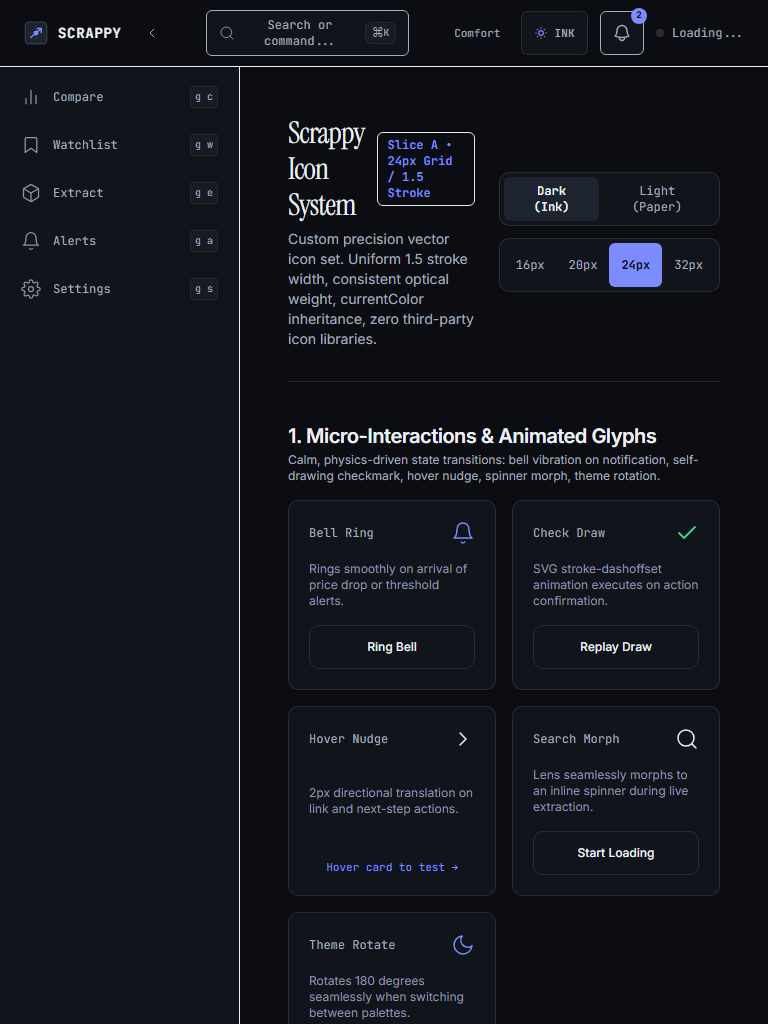 SCRAPPY
Search or
command...
⌘K
Comfort
INK
2
Loading...
Compare
g c
Watchlist
g w
Extract
g e
Alerts
g a
Settings
g s
Scrappy
Icon
System
Slice A •
24px Grid
/ 1.5
Stroke
Custom precision vector
icon set. Uniform 1.5 stroke
width, consistent optical
weight, currentColor
inheritance, zero third-party
icon libraries.
Dark
(Ink)
Light
(Paper)
16px
20px
24px
32px
1. Micro-Interactions & Animated Glyphs
Calm, physics-driven state transitions: bell vibration on notification, self-
drawing checkmark, hover nudge, spinner morph, theme rotation.
Bell Ring
Rings smoothly on arrival of
price drop or threshold
alerts.
Ring Bell
Check Draw
SVG stroke-dashoffset
animation executes on action
confirmation.
Replay Draw
Hover Nudge
2px directional translation on
link and next-step actions.
Hover card to test →
Search Morph
Lens seamlessly morphs to
an inline spinner during live
extraction.
Start Loading
Theme Rotate
Rotates 180 degrees
seamlessly when switching
between palettes.